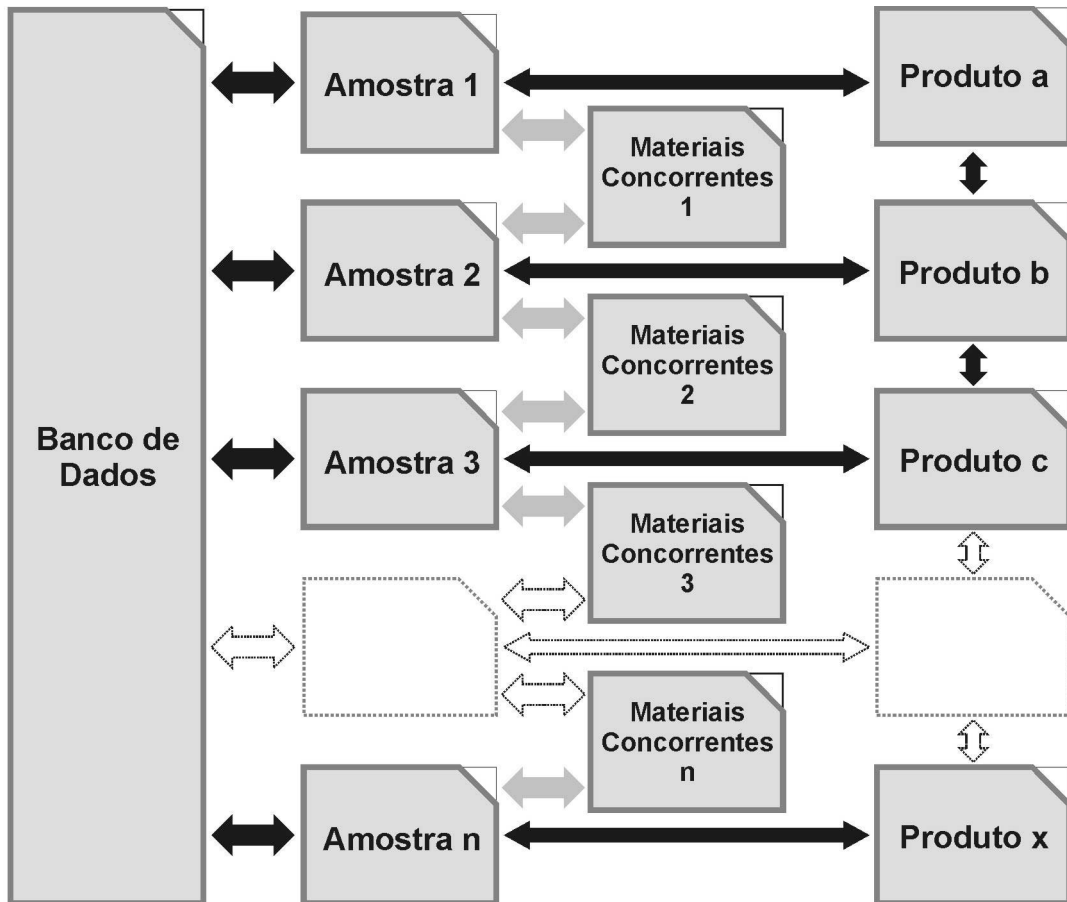 Banco de
Dados
Amostra 1
Produto a
Materiais
Concorrentes
1
Amostra 2
Produto b
Materiais
Concorrentes
2
Amostra 3
Produto c
Materiais
Concorrentes
3
Materiais
Concorrentes
n
Amostra n
Produto x